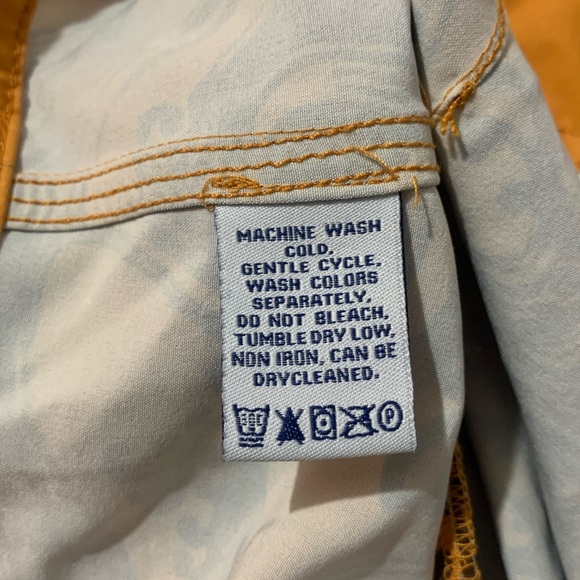 MACHINE WASH
COLD.
GENTLE CYCLE.
WASH COLORS
SEPARATELY.
DO NOT BLEACH.
TUMBLE DRY LOW,
NON IRON, CAN BE
DRYCLEANED.
P